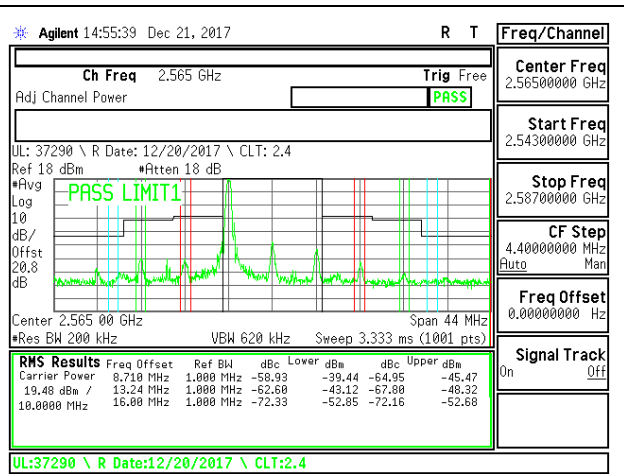 Agilent 14:55:39 Dec 21, 2017 R T
Ch Freq 2.565 GHz Trig Free
Adj Channel Power PASS
UL: 37290 \ R Date: 12/20/2017 \ CLT: 2.4
Ref 18 dBm #Atten 18 dB
#Avg
Log
10
dB/
Offst
20.8
dB
PASS LIMIT1
Center 2.565 00 GHz Span 44 MHz
#Res BW 200 kHz VBW 620 kHz Sweep 3.333 ms (1001 pts)
RMS Results Freq Offset Ref BW dBc Lower dBm dBc Upper dBm
Carrier Power 8.710 MHz 1.000 MHz -58.93 -39.44 -64.95 -45.47
19.48 dBm / 13.24 MHz 1.000 MHz -62.60 -43.12 -67.80 -48.32
10.0000 MHz 16.00 MHz 1.000 MHz -72.33 -52.85 -72.16 -52.68
UL:37290 \ R Date:12/20/2017 \ CLT:2.4
Freq/Channel
Center Freq
2.56500000 GHz
Start Freq
2.54300000 GHz
Stop Freq
2.58700000 GHz
CF Step
4.40000000 MHz
Auto Man
Freq Offset
0.00000000 Hz
Signal Track
On Off